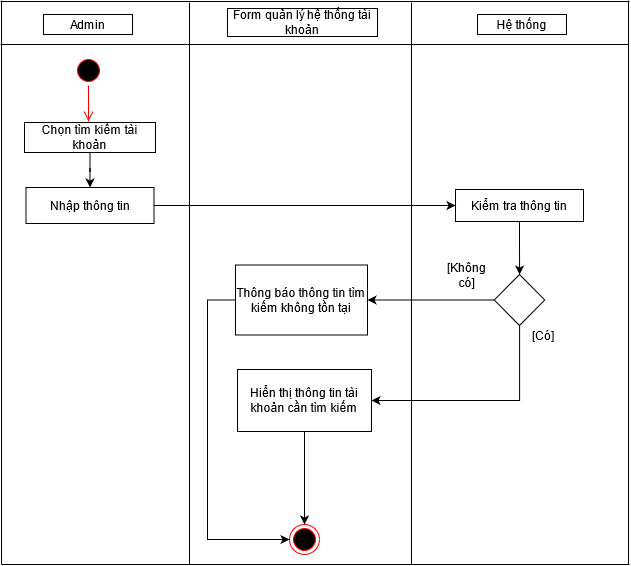 Admin
Form quản lý hệ thống tài
khoản
Hệ thống
Chọn tìm kiếm tài
khoản
Nhập thông tin
Kiểm tra thông tin
[Không
có]
Thông báo thông tin tìm
kiếm không tồn tại
[Có]
Hiển thị thông tin tài
khoản cần tìm kiếm